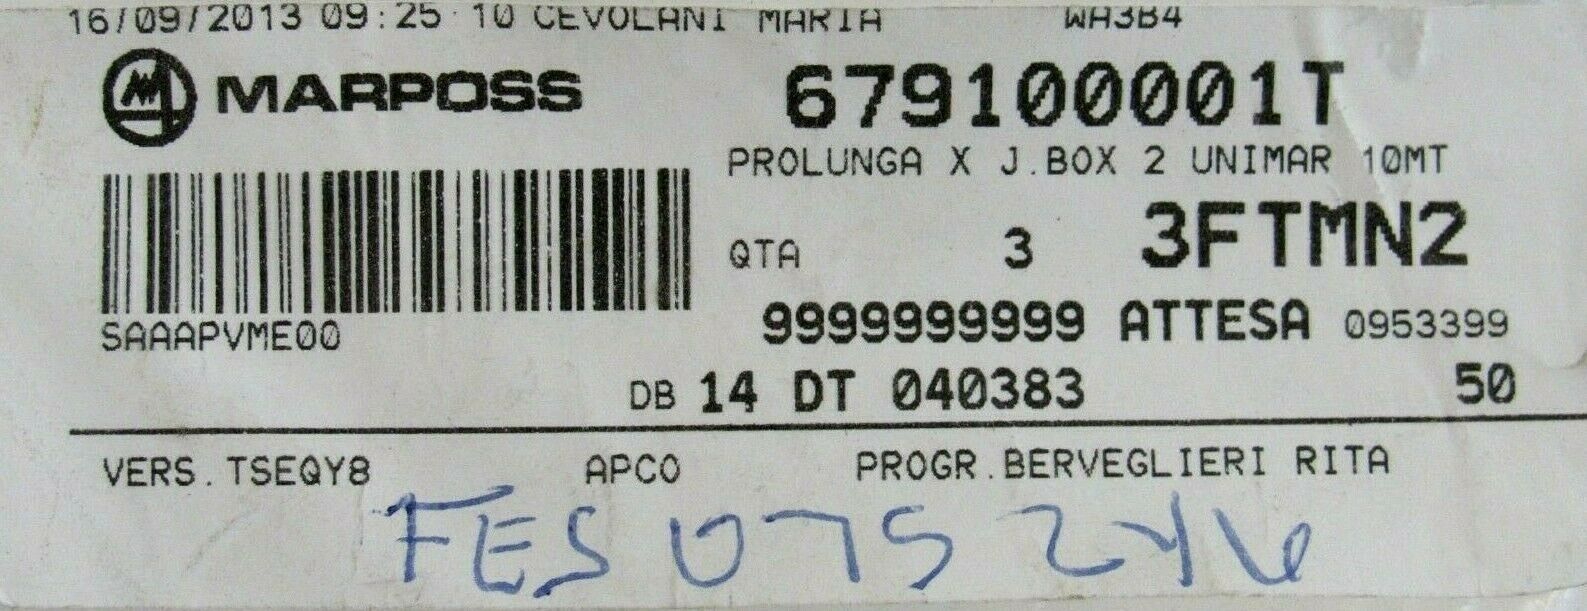 16/09/2013 09:25 10 CEVOLANI MARIA WA3B4
MARPOSS
679100001T
PROLUNGA X J.BOX 2 UNIMAR 10MT
QTA 3 3FTMN2
SAAAPVME00
9999999999 ATTESA 0953399
DB 14 DT 040383 50
VERS.TSEQY8 APCO PROGR.BERVEGLIERI RITA
FES 075 246